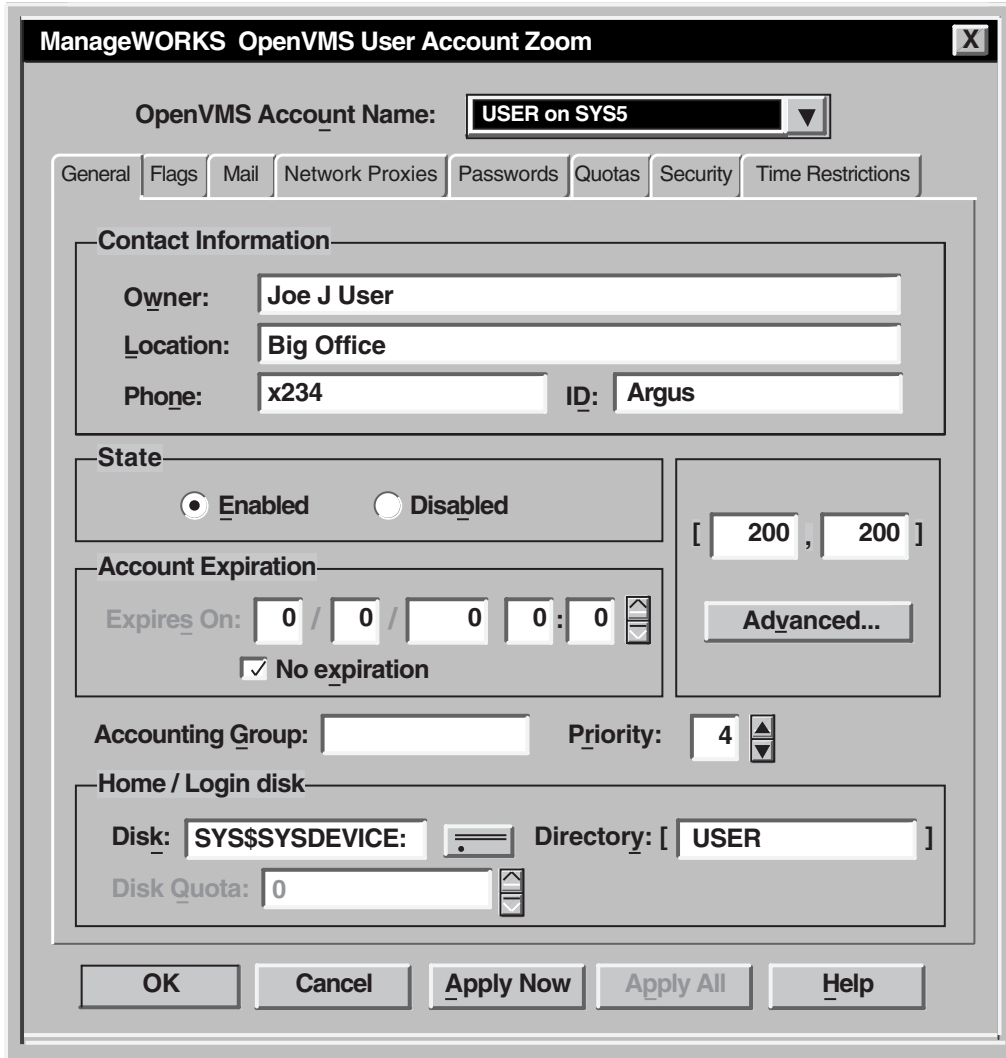 ManageWORKS OpenVMS User Account Zoom X
OpenVMS Account Name: USER on SYS5
General Flags Mail Network Proxies Passwords Quotas Security Time Restrictions
Contact Information
Owner: Joe J User
Location: Big Office
Phone: x234 ID: Argus
State
Enabled Disabled
[ 200 , 200 ]
Account Expiration
Expires On: 0 / 0 / 0 0 : 0
Advanced...
No expiration
Accounting Group: Priority: 4
Home / Login disk
Disk: SYS$SYSDEVICE: Directory: [ USER ]
Disk Quota: 0
OK Cancel Apply Now Apply All Help